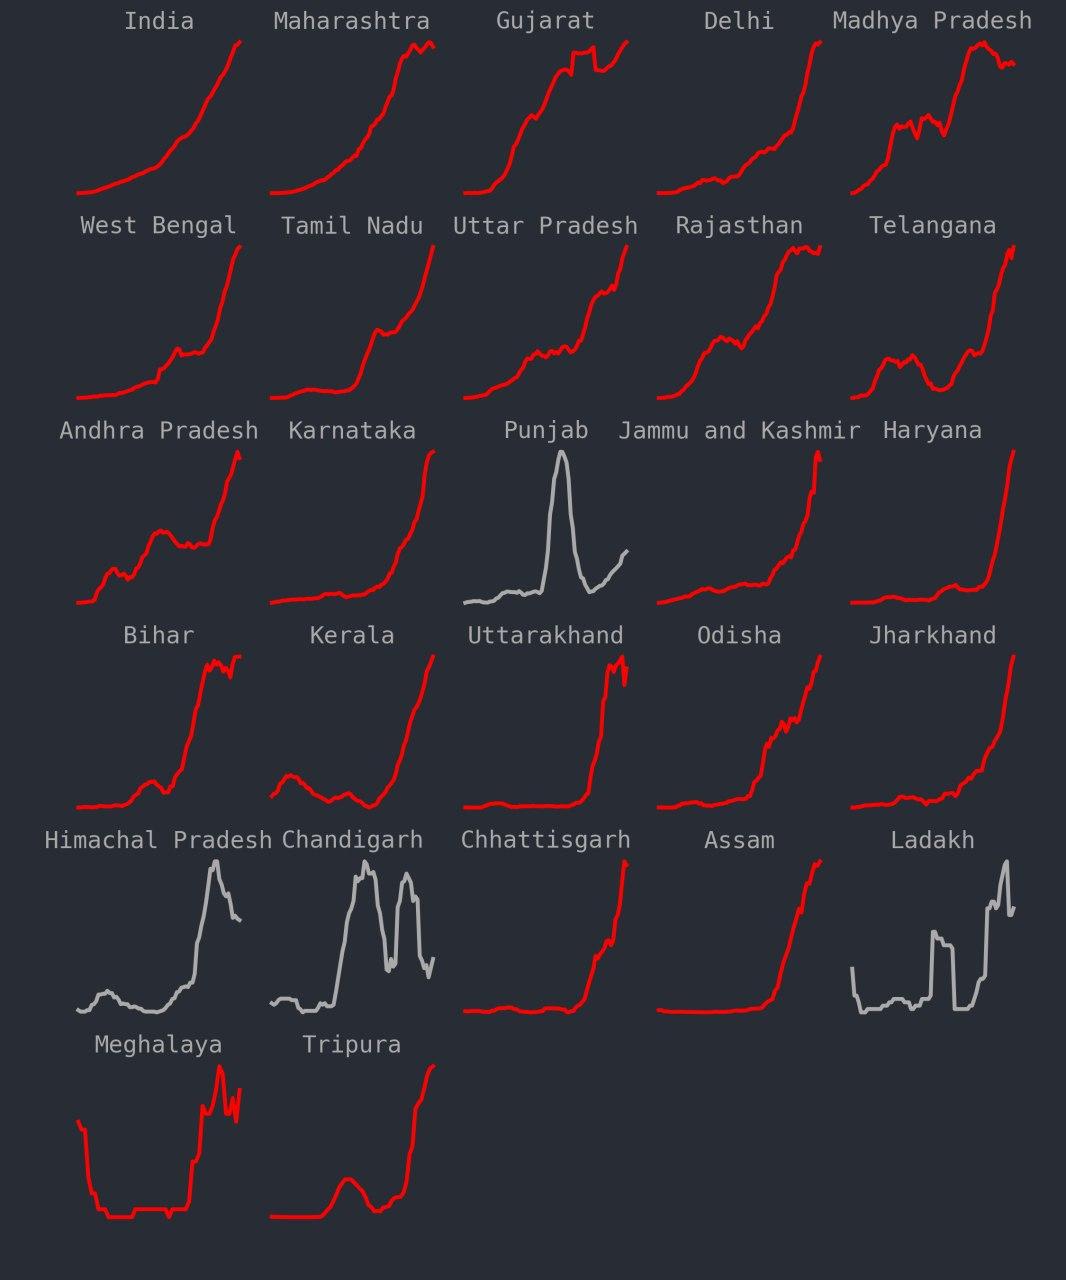 India Maharashtra Gujarat Delhi Madhya Pradesh
West Bengal Tamil Nadu Uttar Pradesh Rajasthan Telangana
Andhra Pradesh Karnataka Punjab Jammu and Kashmir Haryana
Bihar Kerala Uttarakhand Odisha Jharkhand
Himachal Pradesh Chandigarh Chhattisgarh Assam Ladakh
Meghalaya Tripura